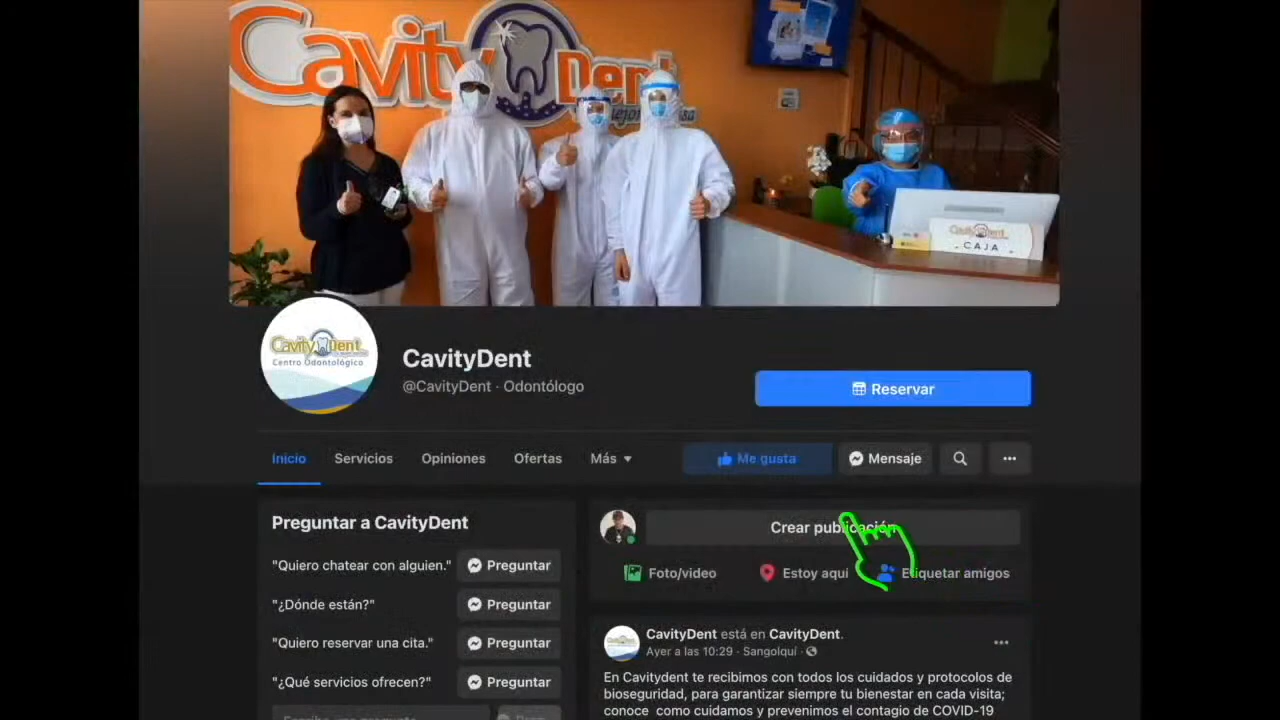 Cavity Dent
CAJA
Cavity Dent
Centro Odontológico
CavityDent
@CavityDent · Odontólogo
Reservar
Inicio
Servicios
Opiniones
Ofertas
Más
Me gusta
Mensaje
Preguntar a CavityDent
"Quiero chatear con alguien."
Preguntar
"¿Dónde están?"
Preguntar
"Quiero reservar una cita."
Preguntar
"¿Qué servicios ofrecen?"
Preguntar
Crear publicación
Foto/video
Estoy aquí
Etiquetar amigos
CavityDent está en CavityDent.
Ayer a las 10:29 · Sangolquí ·
En Cavitydent te recibimos con todos los cuidados y protocolos de
bioseguridad, para garantizar siempre tu bienestar en cada visita;
conoce como cuidamos y prevenimos el contagio de COVID-19